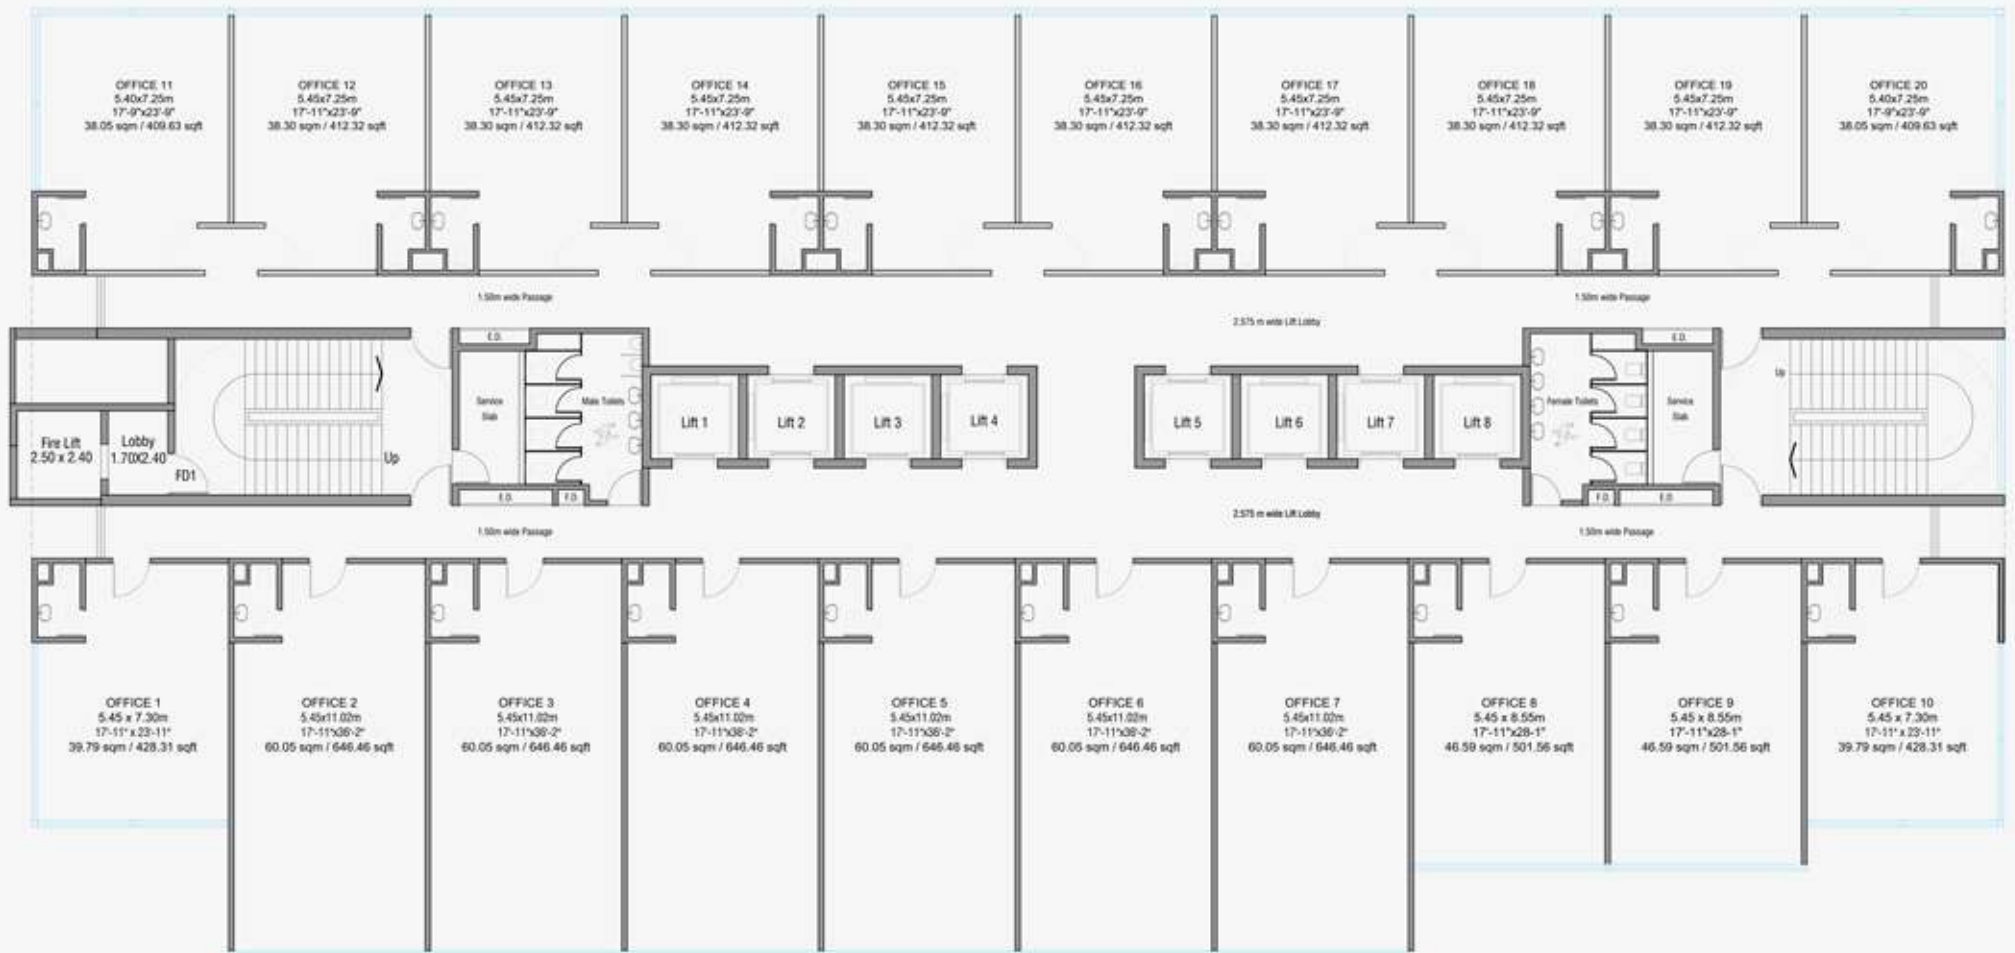 OFFICE 11
5.40x7.25m
17'-9"x23'-9"
38.05 sqm / 409.63 sqft
OFFICE 12
5.45x7.25m
17'-11"x23'-9"
38.30 sqm / 412.32 sqft
OFFICE 13
5.45x7.25m
17'-11"x23'-9"
38.30 sqm / 412.32 sqft
OFFICE 14
5.45x7.25m
17'-11"x23'-9"
38.30 sqm / 412.32 sqft
OFFICE 15
5.45x7.25m
17'-11"x23'-9"
38.30 sqm / 412.32 sqft
OFFICE 16
5.45x7.25m
17'-11"x23'-9"
38.30 sqm / 412.32 sqft
OFFICE 17
5.45x7.25m
17'-11"x23'-9"
38.30 sqm / 412.32 sqft
OFFICE 18
5.45x7.25m
17'-11"x23'-9"
38.30 sqm / 412.32 sqft
OFFICE 19
5.45x7.25m
17'-11"x23'-9"
38.30 sqm / 412.32 sqft
OFFICE 20
5.40x7.25m
17'-9"x23'-9"
38.05 sqm / 409.63 sqft
1.50m wide Passage
1.50m wide Passage
2.575 m wide Lift Lobby
E.D.
E.D.
Service
Slab
Male Toilets
Lift 1
Lift 2
Lift 3
Lift 4
Lift 5
Lift 6
Lift 7
Lift 8
Female Toilets
Service
Slab
Up
Fire Lift
2.50 x 2.40
Lobby
1.70X2.40
FD1
Up
E.D.
F.D.
F.D.
E.D.
2.575 m wide Lift Lobby
1.50m wide Passage
1.50m wide Passage
OFFICE 1
5.45 x 7.30m
17'-11" x 23'-11"
39.79 sqm / 428.31 sqft
OFFICE 2
5.45x11.02m
17'-11"x36'-2"
60.05 sqm / 646.46 sqft
OFFICE 3
5.45x11.02m
17'-11"x36'-2"
60.05 sqm / 646.46 sqft
OFFICE 4
5.45x11.02m
17'-11"x36'-2"
60.05 sqm / 646.46 sqft
OFFICE 5
5.45x11.02m
17'-11"x36'-2"
60.05 sqm / 646.46 sqft
OFFICE 6
5.45x11.02m
17'-11"x36'-2"
60.05 sqm / 646.46 sqft
OFFICE 7
5.45x11.02m
17'-11"x36'-2"
60.05 sqm / 646.46 sqft
OFFICE 8
5.45 x 8.55m
17'-11"x28-1"
46.59 sqm / 501.56 sqft
OFFICE 9
5.45 x 8.55m
17'-11"x28-1"
46.59 sqm / 501.56 sqft
OFFICE 10
5.45 x 7.30m
17'-11" x 23'-11"
39.79 sqm / 428.31 sqft